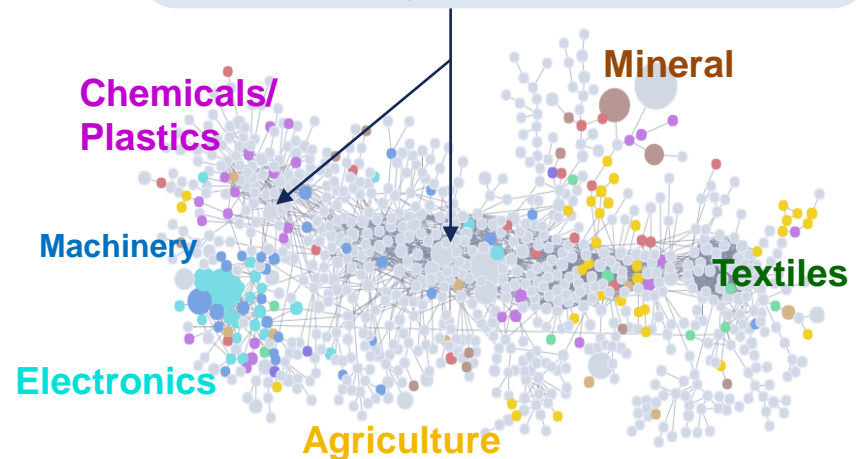 Mineral
Chemicals/
Plastics
Machinery
Textiles
Electronics
Agriculture